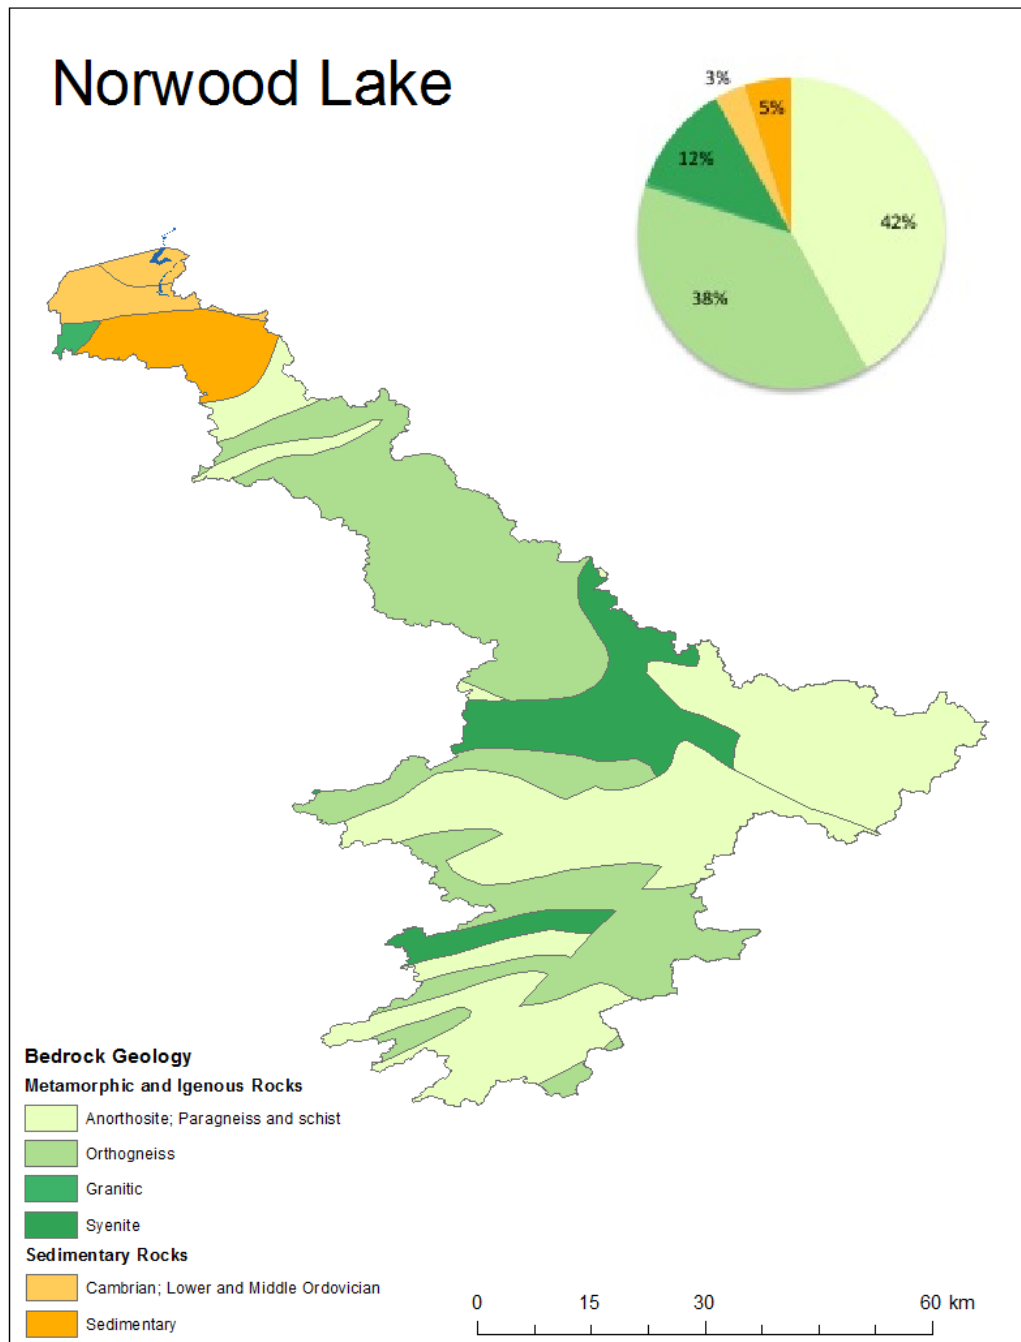 Norwood Lake
3%
5%
12%
42%
38%
Bedrock Geology
Metamorphic and Igenous Rocks
Anorthosite; Paragneiss and schist
Orthogneiss
Granitic
Syenite
Sedimentary Rocks
Cambrian; Lower and Middle Ordovician
Sedimentary
0 15 30 60 km